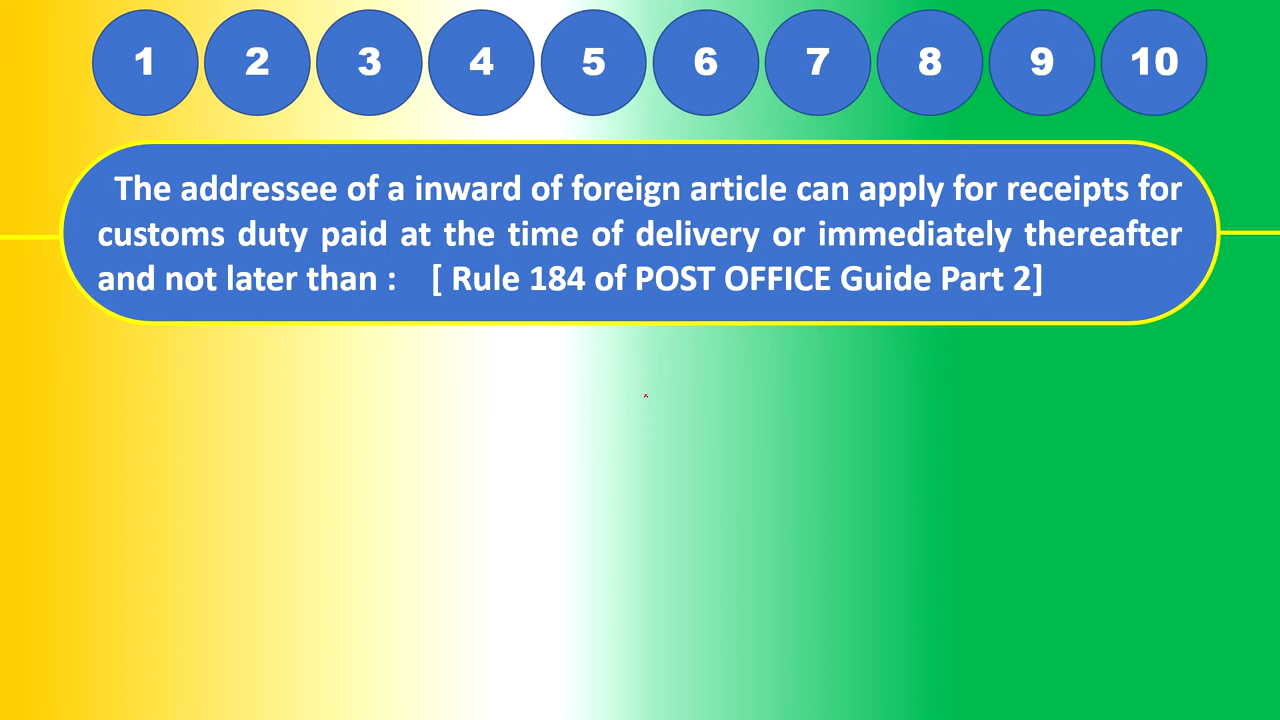 1 2 3 4 5 6 7 8 9 10
The addressee of a inward of foreign article can apply for receipts for
customs duty paid at the time of delivery or immediately thereafter
and not later than : [ Rule 184 of POST OFFICE Guide Part 2]